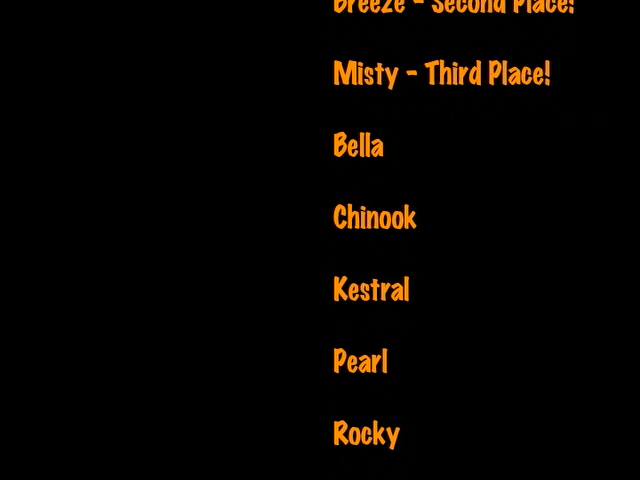 Breeze - Second Place!
Misty - Third Place!
Bella
Chinook
Kestral
Pearl
Rocky